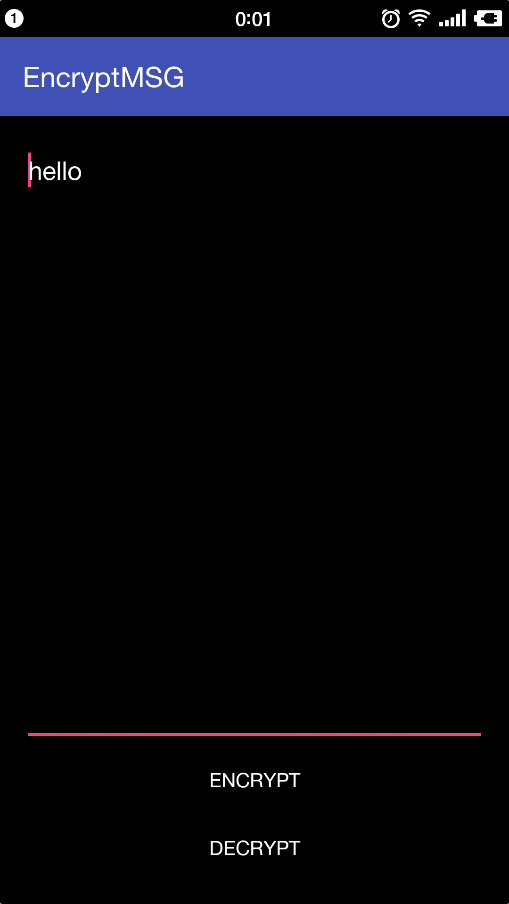 1 0:01
EncryptMSG
hello
ENCRYPT
DECRYPT